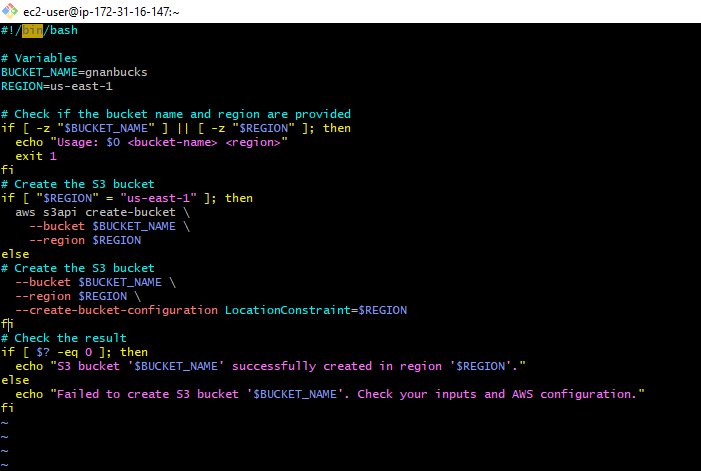 ec2-user@ip-172-31-16-147:~
#!/bin/bash
# Variables
BUCKET_NAME=gnanbucks
REGION=us-east-1
# Check if the bucket name and region are provided
if [ -z "$BUCKET_NAME" ] || [ -z "$REGION" ]; then
  echo "Usage: $0 <bucket-name> <region>"
  exit 1
fi
# Create the S3 bucket
if [ "$REGION" = "us-east-1" ]; then
  aws s3api create-bucket \
    --bucket $BUCKET_NAME \
    --region $REGION
else
# Create the S3 bucket
  --bucket $BUCKET_NAME \
  --region $REGION \
  --create-bucket-configuration LocationConstraint=$REGION
fi
# Check the result
if [ $? -eq 0 ]; then
  echo "S3 bucket '$BUCKET_NAME' successfully created in region '$REGION'."
else
  echo "Failed to create S3 bucket '$BUCKET_NAME'. Check your inputs and AWS configuration."
fi
~
~
~
~